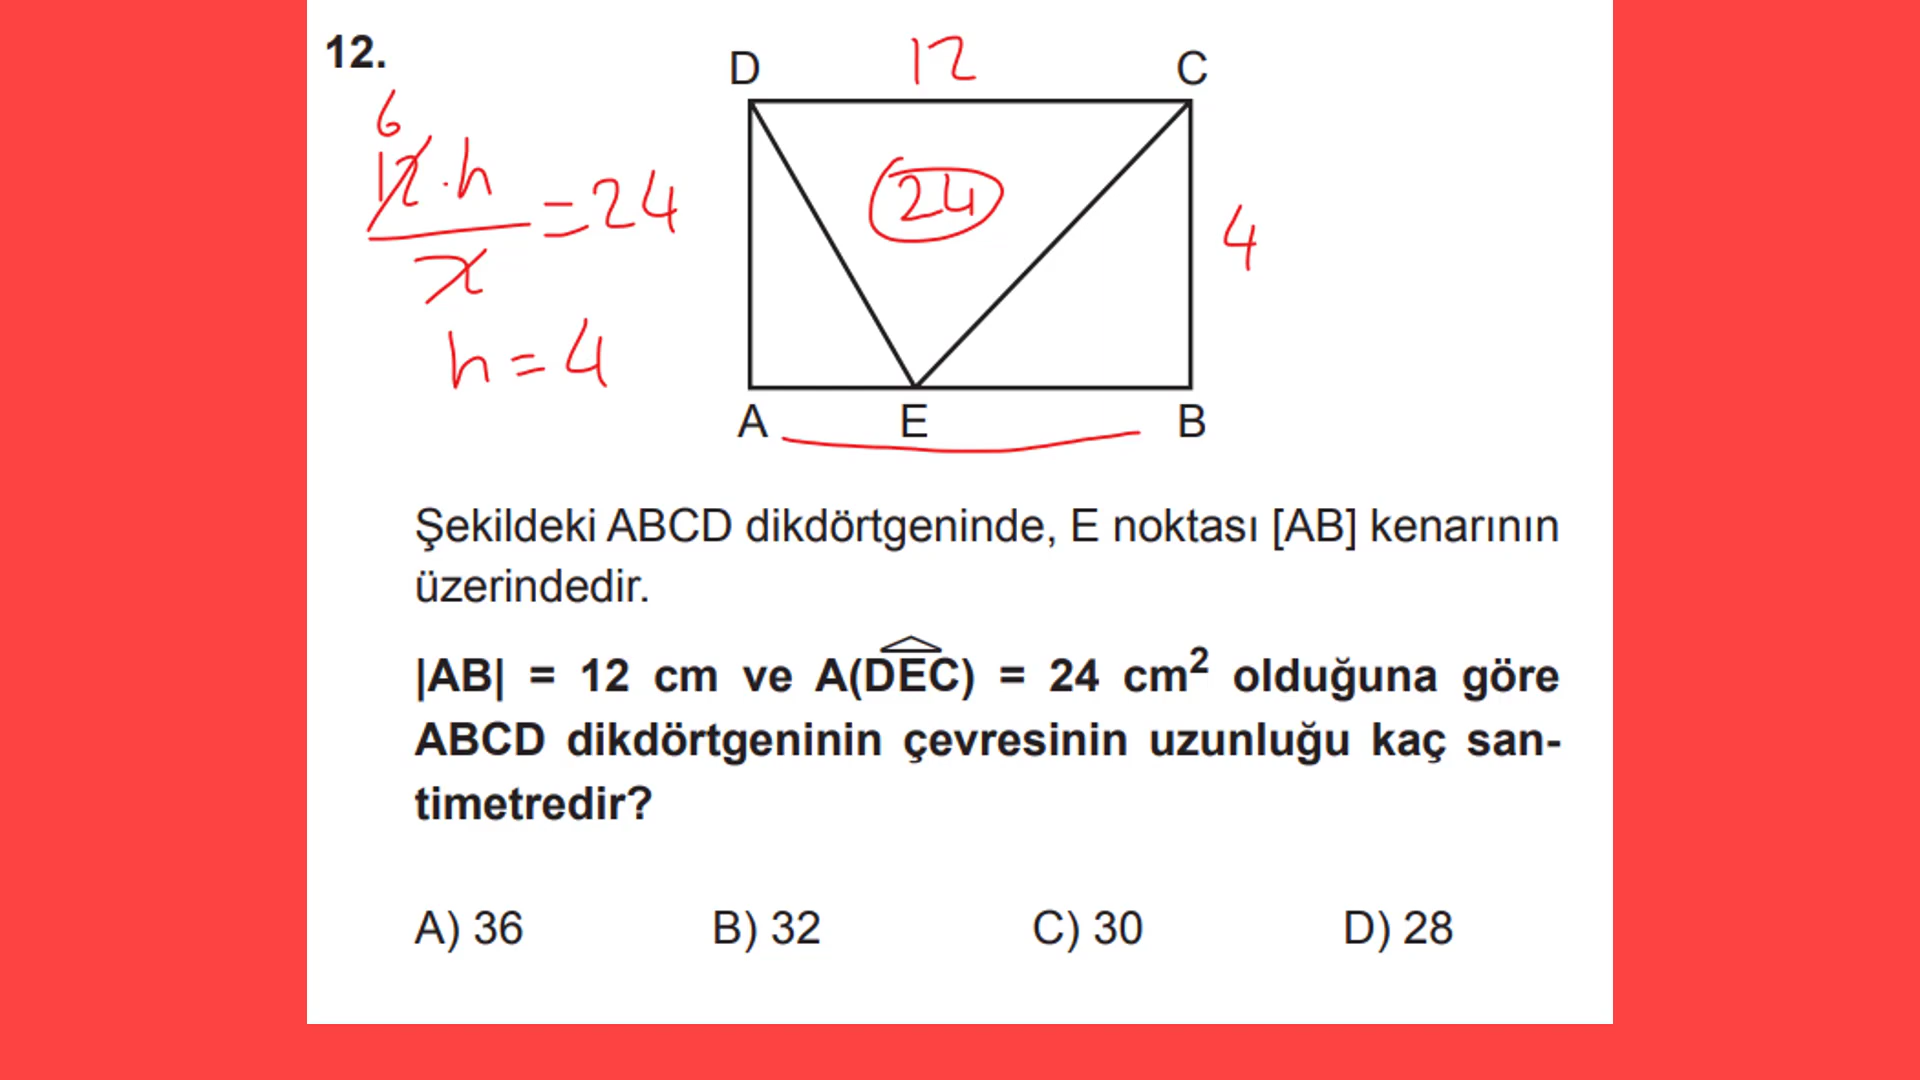 12.
D 12 C
6
12 . h = 24
2
24
4
h = 4
A E B
Şekildeki ABCD dikdörtgeninde, E noktası [AB] kenarının
üzerindedir.
|AB| = 12 cm ve A(DEC) = 24 cm² olduğuna göre
ABCD dikdörtgeninin çevresinin uzunluğu kaç san-
timetredir?
A) 36 B) 32 C) 30 D) 28